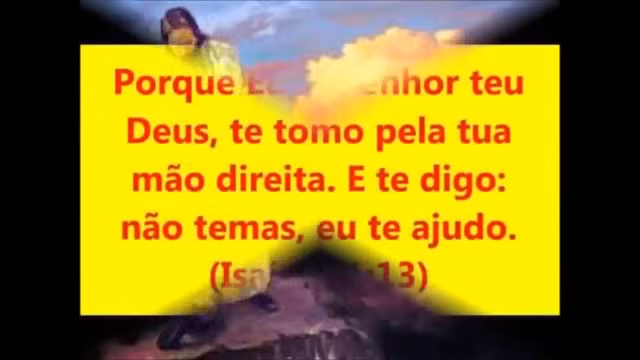 Porque teu
Deus, te tomo pela tua
mão direita. E te digo:
não temas, eu te ajudo.